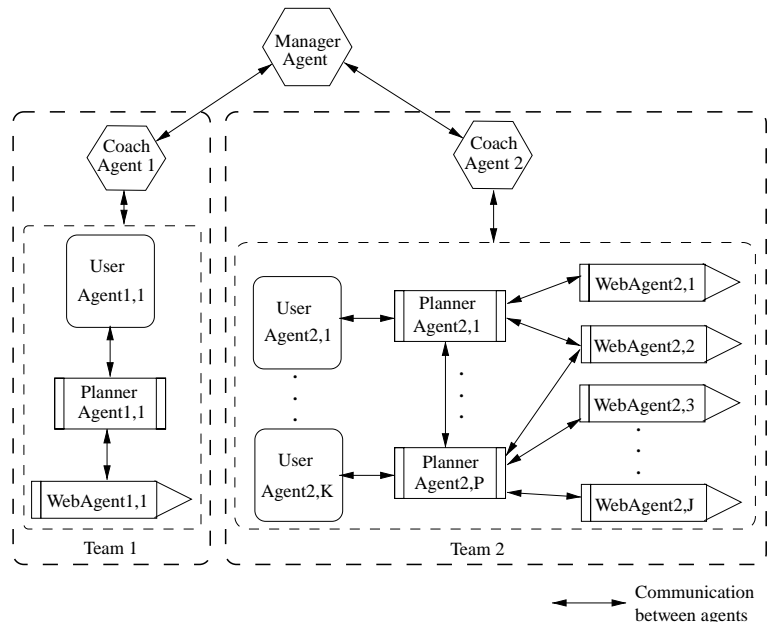 Manager
Agent
Coach
Agent 1
Coach
Agent 2
User
Agent1,1
Planner
Agent1,1
WebAgent1,1
Team 1
User
Agent2,1
User
Agent2,K
Planner
Agent2,1
Planner
Agent2,P
WebAgent2,1
WebAgent2,2
WebAgent2,3
WebAgent2,J
Team 2
Communication
between agents